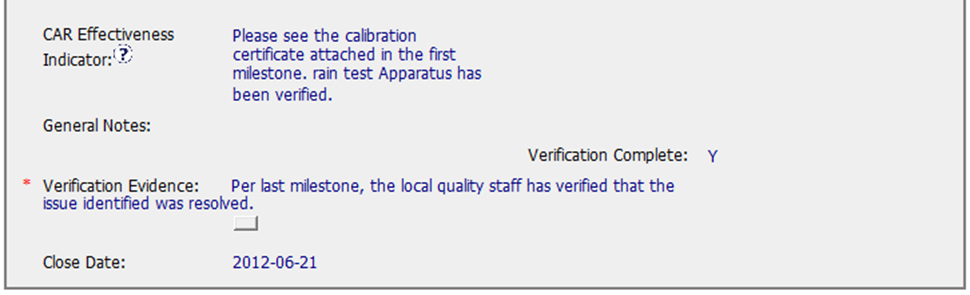 CAR Effectiveness Indicator: ? Please see the calibration
certificate attached in the first
milestone. rain test Apparatus has
been verified.
General Notes:
Verification Complete: Y
* Verification Evidence: Per last milestone, the local quality staff has verified that the
issue identified was resolved.
Close Date: 2012-06-21